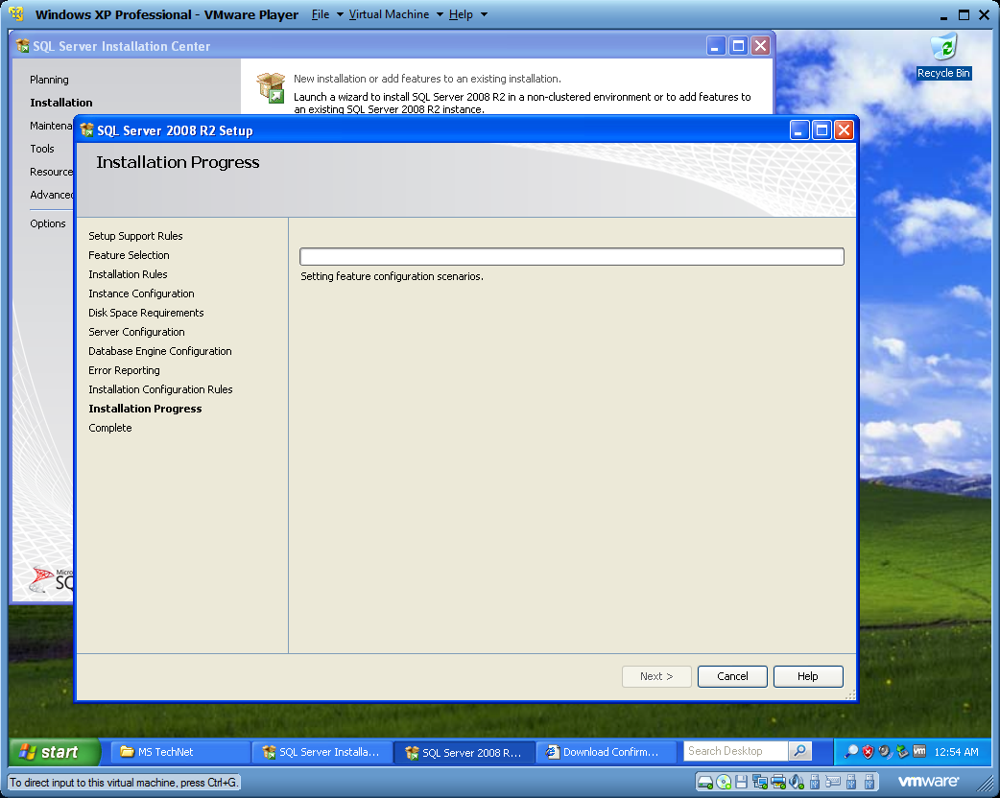 Windows XP Professional - VMware Player File Virtual Machine Help
SQL Server Installation Center
Recycle Bin
Planning
Installation
Maintena
Tools
Resource
Advanced
Options
New installation or add features to an existing installation.
Launch a wizard to install SQL Server 2008 R2 in a non-clustered environment or to add features to
an existing SQL Server 2008 R2 instance.
SQL Server 2008 R2 Setup
Installation Progress
Setup Support Rules
Feature Selection
Installation Rules
Instance Configuration
Disk Space Requirements
Server Configuration
Database Engine Configuration
Error Reporting
Installation Configuration Rules
Installation Progress
Complete
Setting feature configuration scenarios.
Micro
SQ
Next >
Cancel
Help
start
MS TechNet
SQL Server Installa...
SQL Server 2008 R...
Download Confirm...
Search Desktop
12:54 AM
To direct input to this virtual machine, press Ctrl+G.
vmware